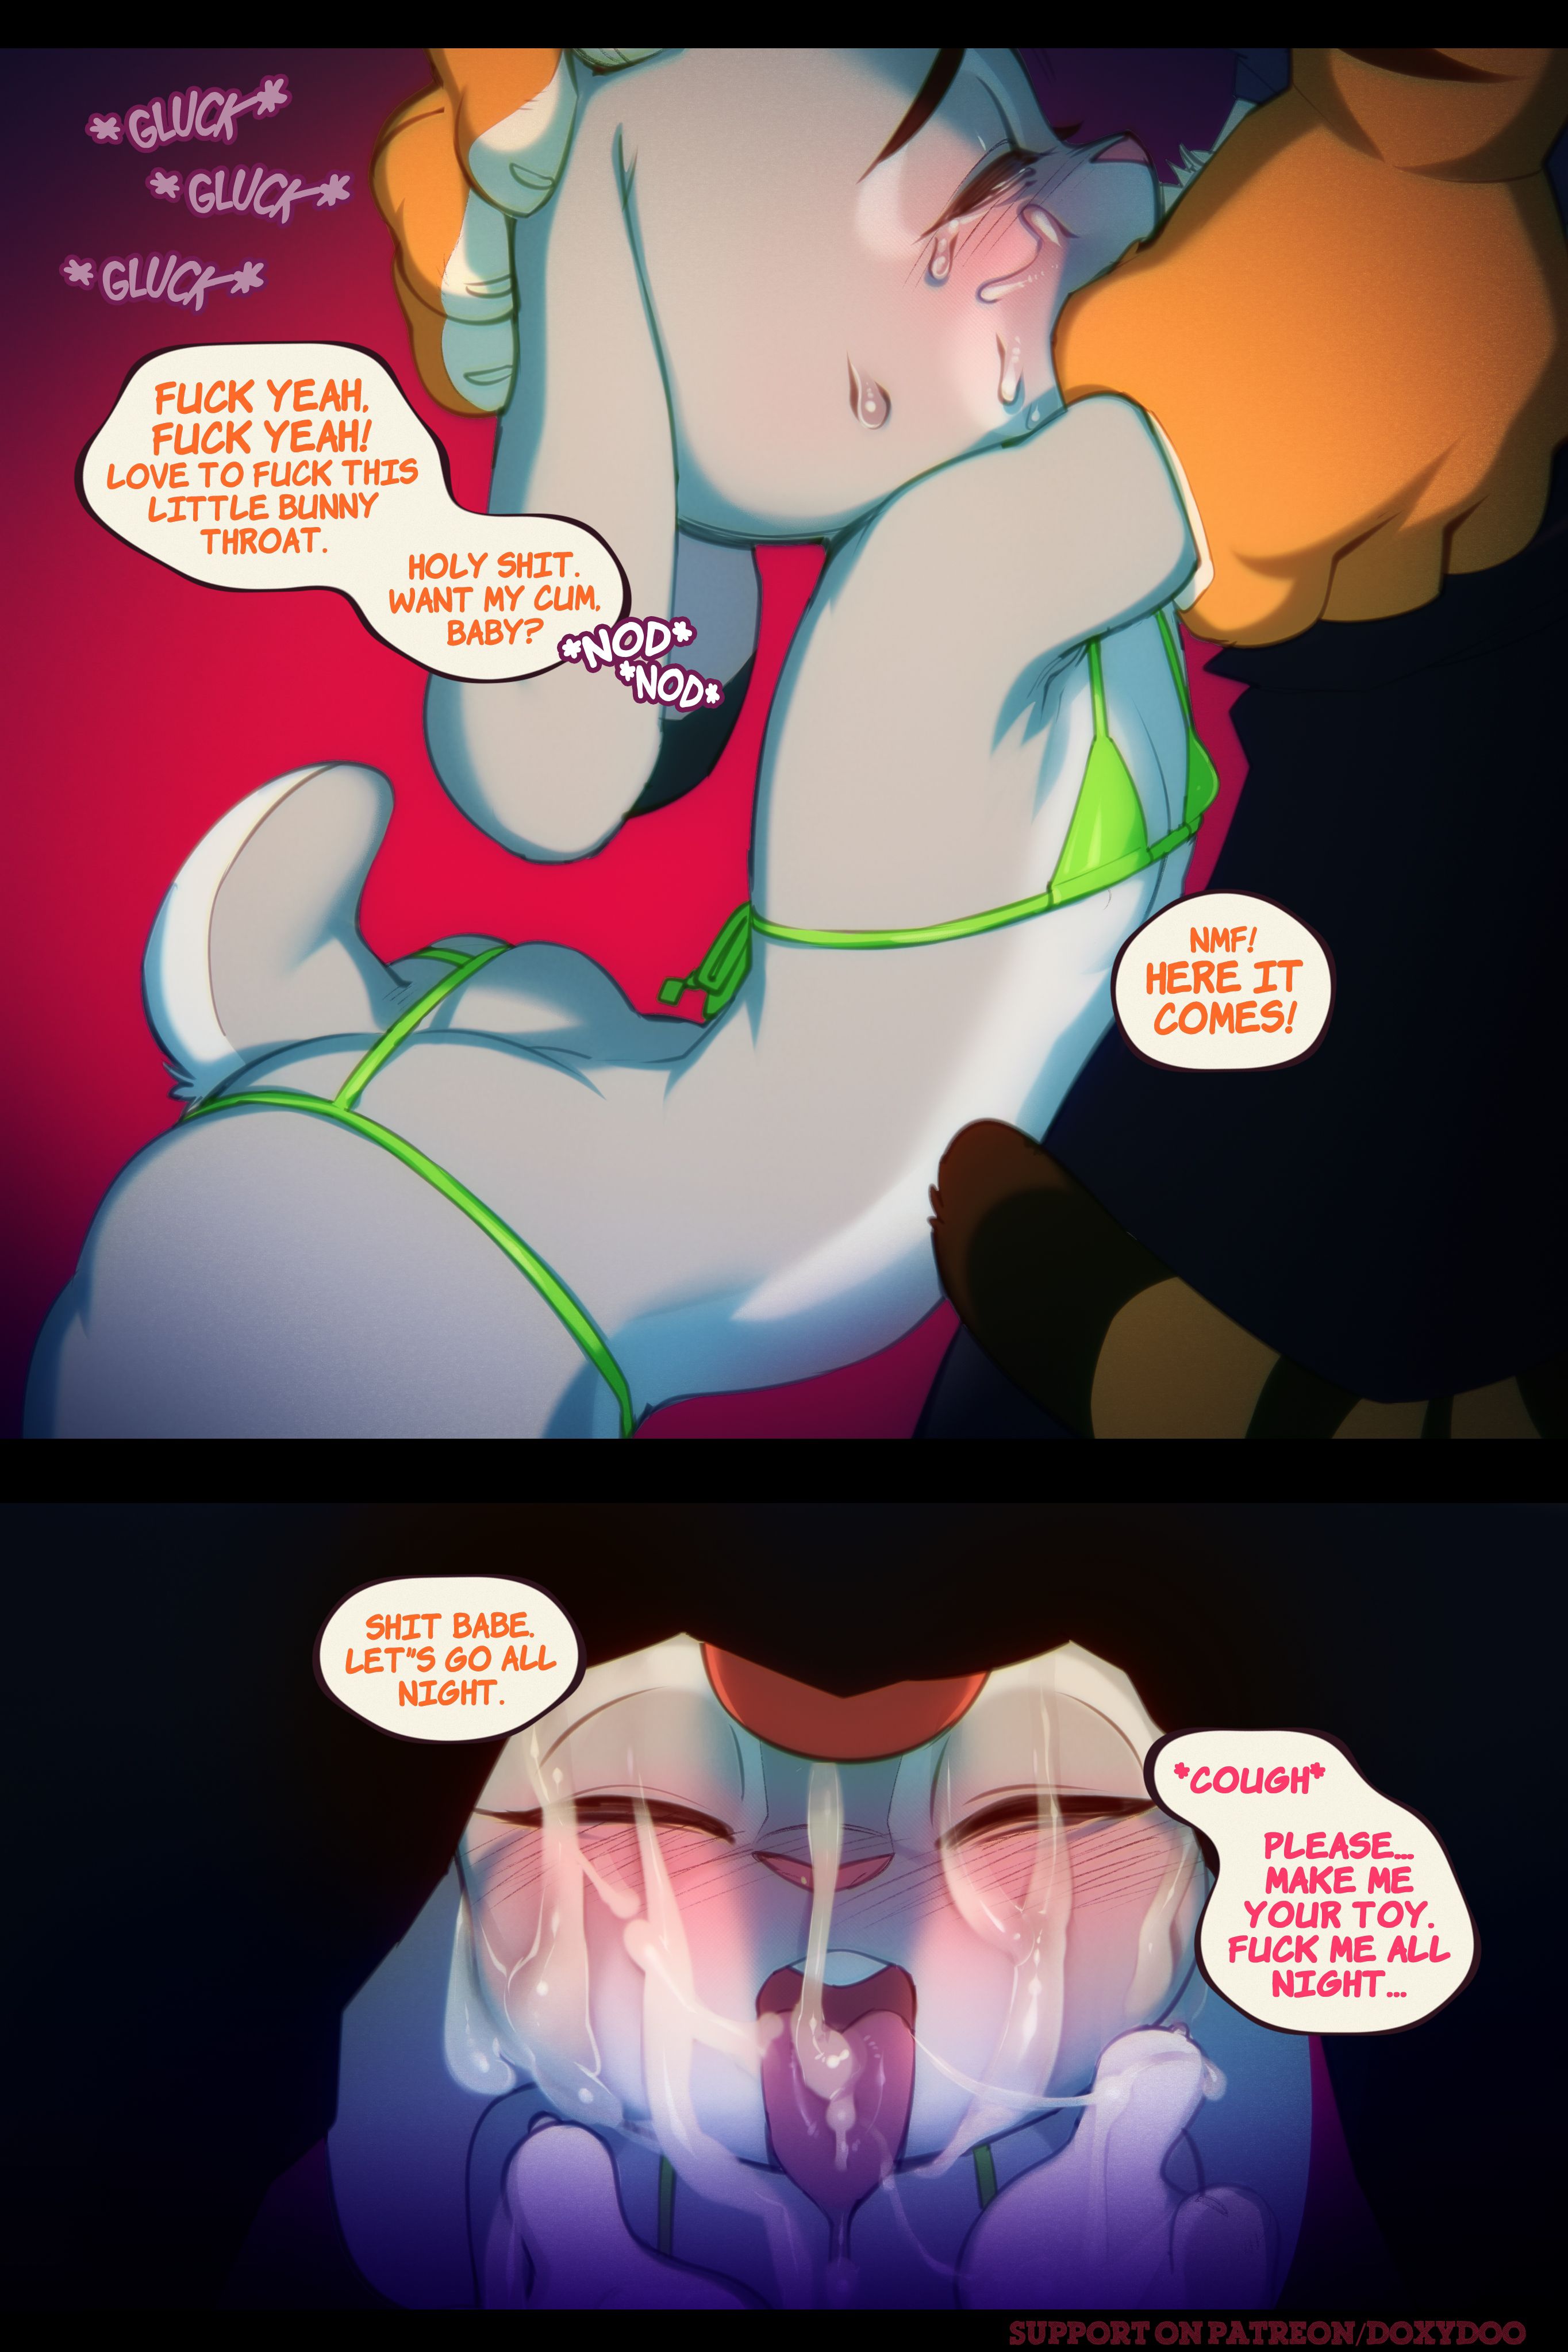 *GLUCK*
*GLUCK*
*GLUCK*
FUCK YEAH,
FUCK YEAH!
LOVE TO FUCK THIS
LITTLE BUNNY
THROAT.
HOLY SHIT.
WANT MY CUM,
BABY?
*NOD*
*NOD*
NMF!
HERE IT
COMES!
SHIT BABE.
LET"S GO ALL
NIGHT.
*COUGH*
PLEASE...
MAKE ME
YOUR TOY.
FUCK ME ALL
NIGHT...
SUPPORT ON PATREON/DOXYDOO